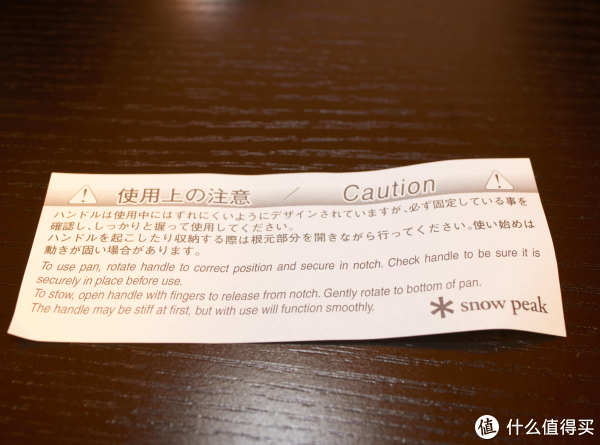 使用上の注意 / Caution
ハンドルは使用中にはずれにくいようにデザインされていますが、必ず固定している事を
確認し、しっかりと握って使用してください。
ハンドルを起こしたり収納する際は根元部分を開きながら行ってください。使い始めは
動きが固い場合があります。
To use pan, rotate handle to correct position and secure in notch. Check handle to be sure it is
securely in place before use.
To stow, open handle with fingers to release from notch. Gently rotate to bottom of pan.
The handle may be stiff at first, but with use will function smoothly.
snow peak
值 什么值得买